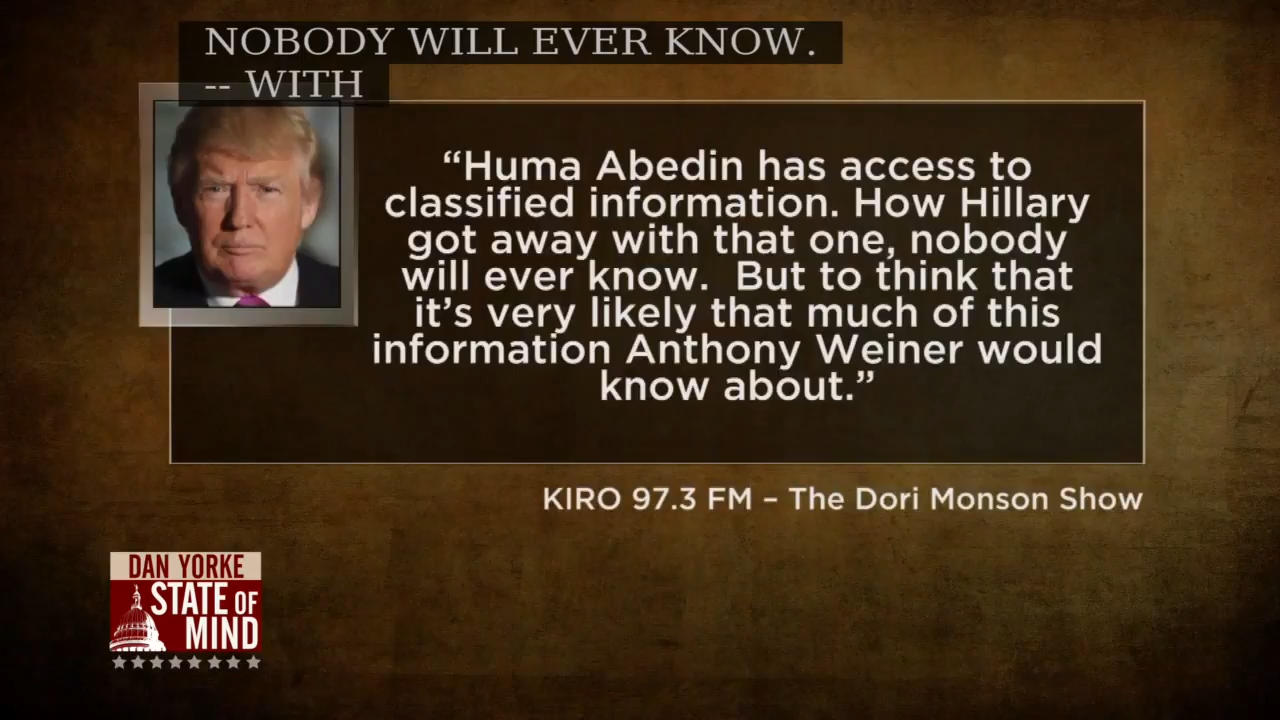 NOBODY WILL EVER KNOW.
-- WITH
“Huma Abedin has access to
classified information. How Hillary
got away with that one, nobody
will ever know.  But to think that
it’s very likely that much of this
information Anthony Weiner would
know about.”
KIRO 97.3 FM – The Dori Monson Show
DAN YORKE
STATE OF
MIND